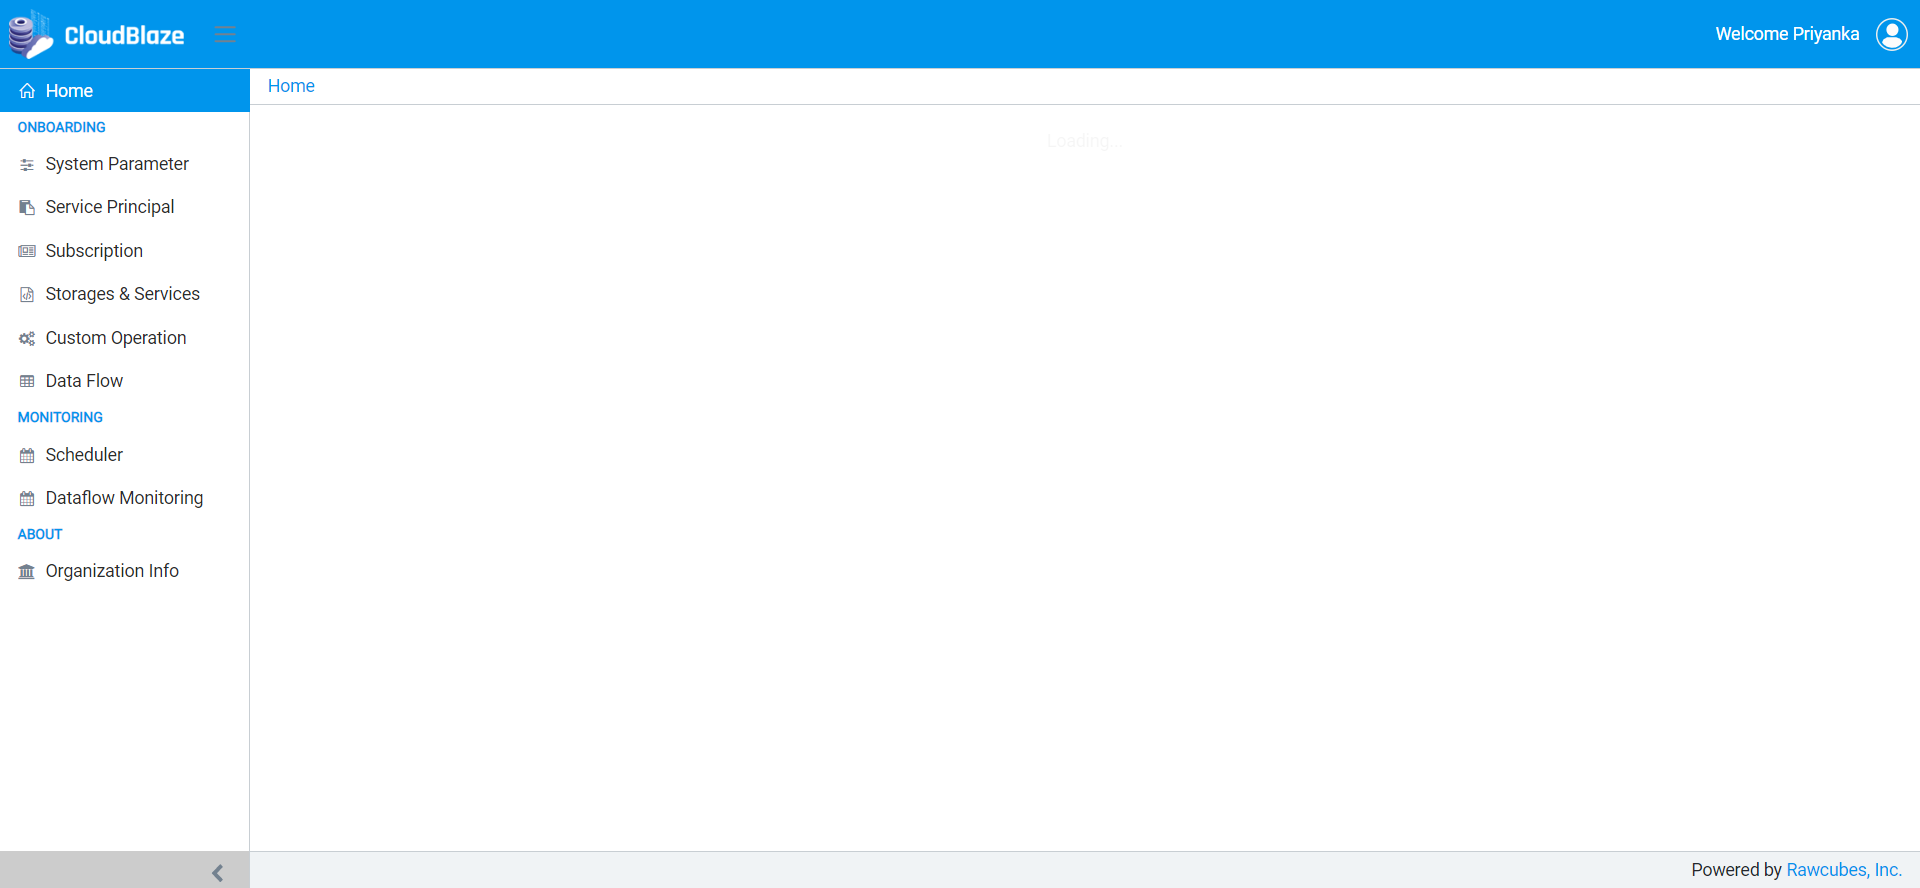 CloudBlaze
Welcome Priyanka
Home
Home
ONBOARDING
Loading...
System Parameter
Service Principal
Subscription
Storages & Services
Custom Operation
Data Flow
MONITORING
Scheduler
Dataflow Monitoring
ABOUT
Organization Info
Powered by Rawcubes, Inc.